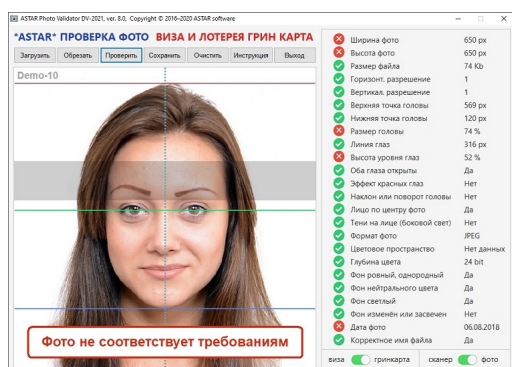 ASTAR Photo Validator DV-2021, ver. 8.0, Copyright © 2016-2020 ASTAR software
*ASTAR* ПРОВЕРКА ФОТО ВИЗА И ЛОТЕРЕЯ ГРИН КАРТА
Загрузить Обрезать Проверить Сохранить Очистить Инструкция Выход
Demo-10
Ширина фото 650 px
Высота фото 650 px
Размер файла 74 Kb
Горизонт. разрешение 1
Вертикал. разрешение 1
Верхняя точка головы 569 px
Нижняя точка головы 120 px
Размер головы 74 %
Линия глаз 316 px
Высота уровня глаз 52 %
Оба глаза открыты Да
Эффект красных глаз Нет
Наклон или поворот головы Нет
Лицо по центру фото Да
Тени на лице (боковой свет) Нет
Формат фото JPEG
Цветовое пространство Нет данных
Глубина цвета 24 bit
Фон ровный, однородный Да
Фон нейтрального цвета Да
Фон светлый Да
Фон изменён или засвечен Нет
Дата фото 06.08.2018
Корректное имя файла Да
Фото не соответствует требованиям
виза гринкарта сканер фото